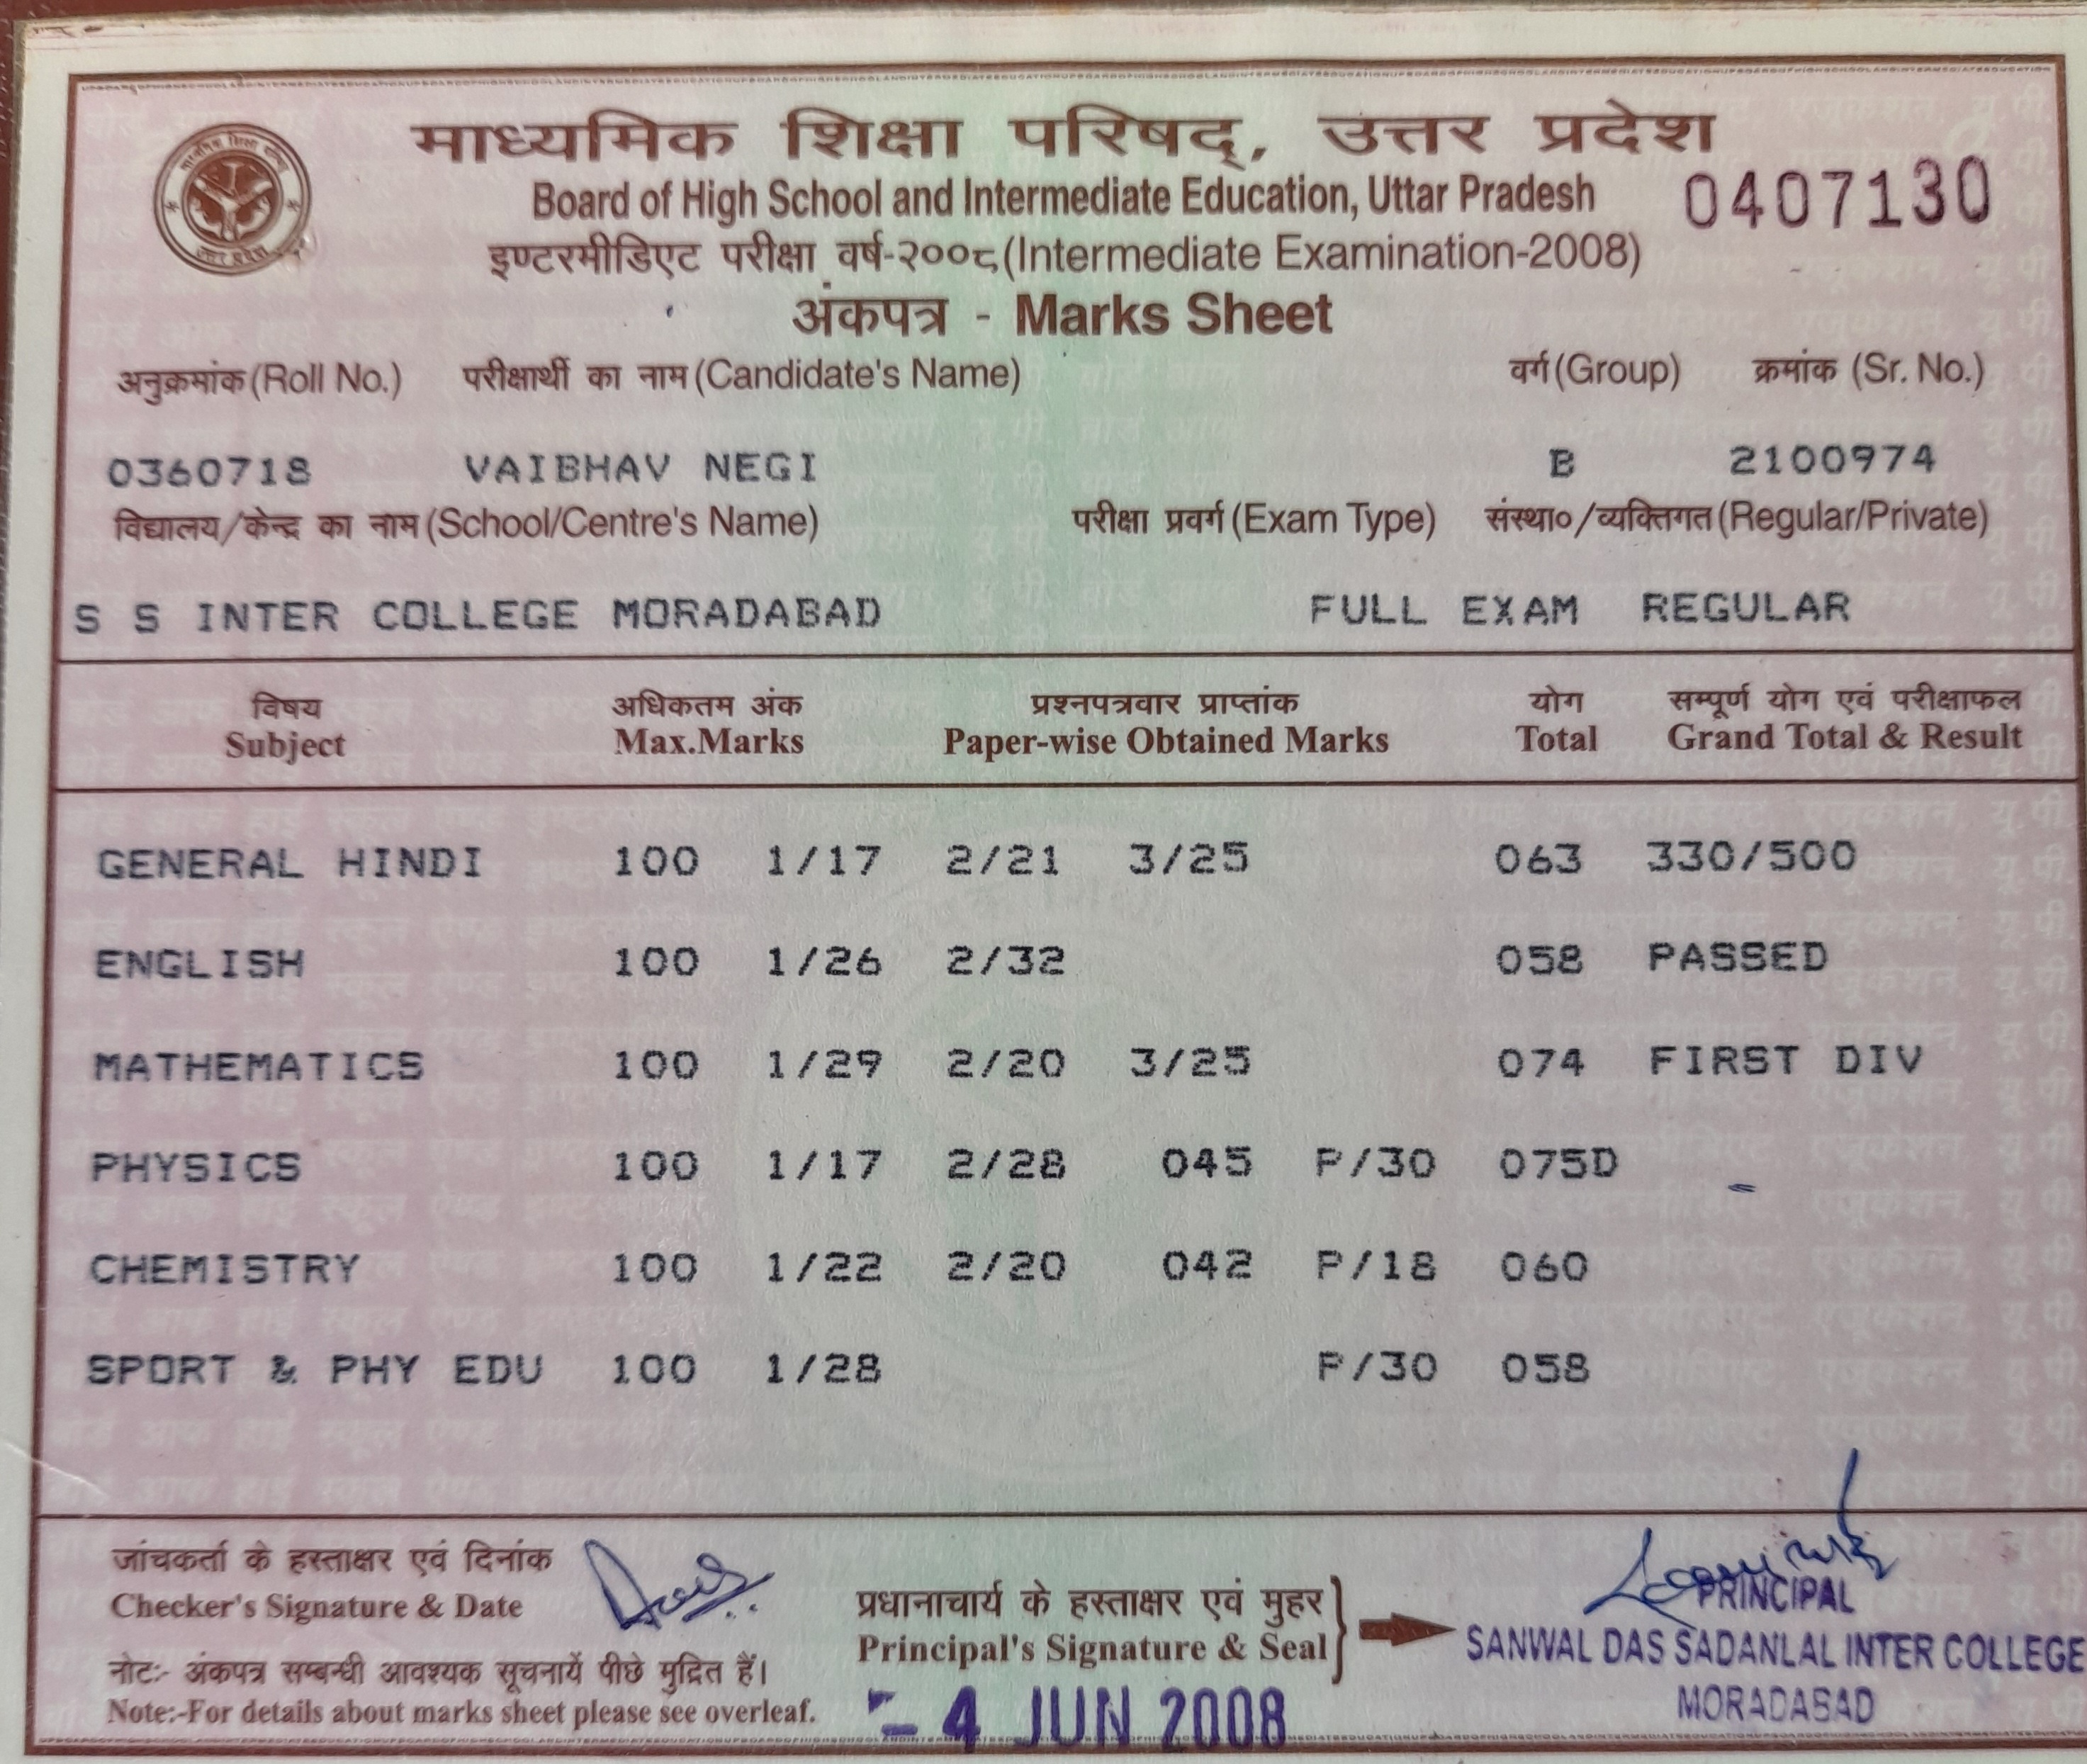 माध्यमिक शिक्षा परिषद्, उत्तर प्रदेश
Board of High School and Intermediate Education, Uttar Pradesh 0407130
इण्टरमीडिएट परीक्षा वर्ष-२००८ (Intermediate Examination-2008)
अंकपत्र - Marks Sheet
अनुक्रमांक (Roll No.) परीक्षार्थी का नाम (Candidate's Name) वर्ग (Group) क्रमांक (Sr. No.)
0360718 VAIBHAV NEGI B 2100974
विद्यालय/केन्द्र का नाम (School/Centre's Name) परीक्षा प्रवर्ग (Exam Type) संस्था०/व्यक्तिगत (Regular/Private)
S S INTER COLLEGE MORADABAD FULL EXAM REGULAR
विषय अधिकतम अंक प्रश्नपत्रवार प्राप्तांक योग सम्पूर्ण योग एवं परीक्षाफल
Subject Max.Marks Paper-wise Obtained Marks Total Grand Total & Result
GENERAL HINDI 100 1/17 2/21 3/25 063 330/500
ENGLISH 100 1/26 2/32 058 PASSED
MATHEMATICS 100 1/29 2/20 3/25 074 FIRST DIV
PHYSICS 100 1/17 2/28 045 P/30 075D
CHEMISTRY 100 1/22 2/20 042 P/18 060
SPORT & PHY EDU 100 1/28 P/30 058
जांचकर्ता के हस्ताक्षर एवं दिनांक
Checker's Signature & Date
प्रधानाचार्य के हस्ताक्षर एवं मुहर
Principal's Signature & Seal
PRINCIPAL
SANWAL DAS SADANLAL INTER COLLEGE
MORADABAD
नोट:- अंकपत्र सम्बन्धी आवश्यक सूचनायें पीछे मुद्रित हैं।
Note:-For details about marks sheet please see overleaf.
- 4 JUN 2008